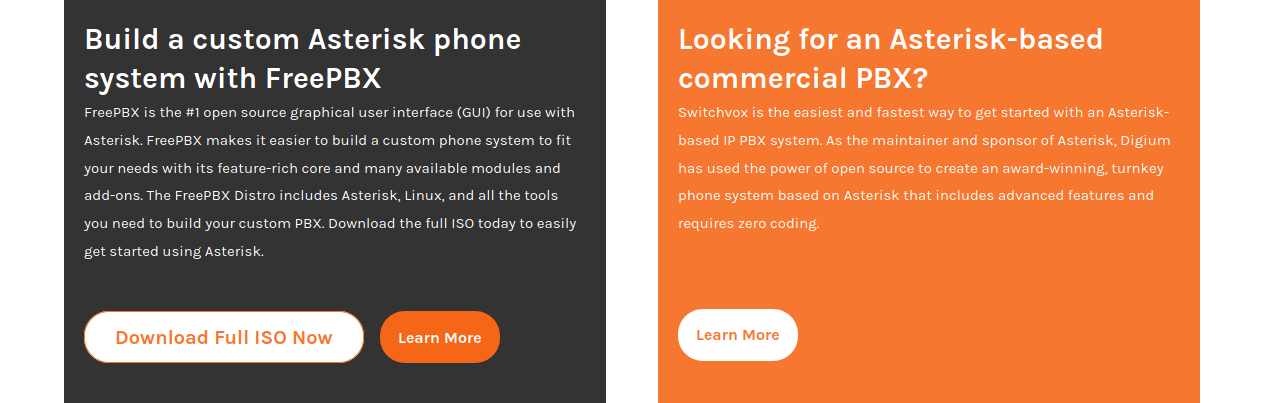 Build a custom Asterisk phone
system with FreePBX
FreePBX is the #1 open source graphical user interface (GUI) for use with
Asterisk. FreePBX makes it easier to build a custom phone system to fit
your needs with its feature-rich core and many available modules and
add-ons. The FreePBX Distro includes Asterisk, Linux, and all the tools
you need to build your custom PBX. Download the full ISO today to easily
get started using Asterisk.
Download Full ISO Now
Learn More
Looking for an Asterisk-based
commercial PBX?
Switchvox is the easiest and fastest way to get started with an Asterisk-
based IP PBX system. As the maintainer and sponsor of Asterisk, Digium
has used the power of open source to create an award-winning, turnkey
phone system based on Asterisk that includes advanced features and
requires zero coding.
Learn More